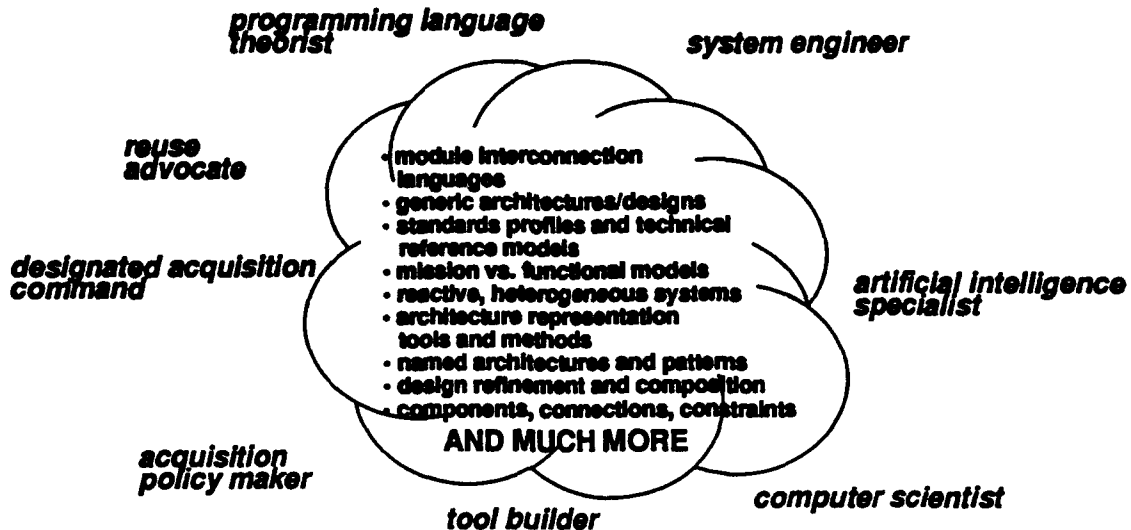 programming language
theorist
system engineer
reuse
advocate
• module interconnection
languages
• generic architectures/designs
• standards profiles and technical
reference models
• mission vs. functional models
• reactive, heterogeneous systems
• architecture representation
tools and methods
• named architectures and patterns
• design refinement and composition
• components, connections, constraints
AND MUCH MORE
designated acquisition
command
artificial intelligence
specialist
acquisition
policy maker
tool builder
computer scientist